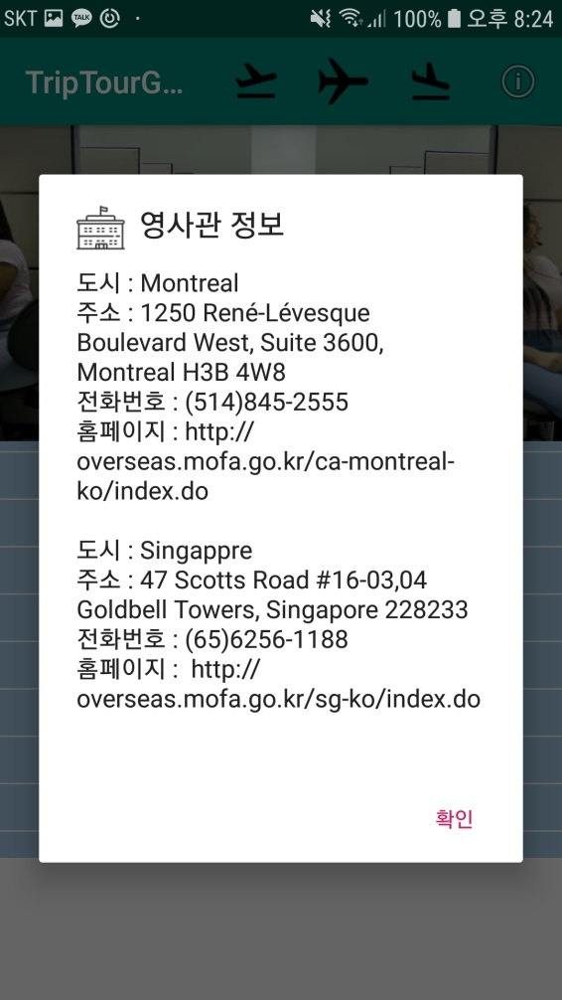 SKT TALK 100% 오후 8:24
TripTourG...
영사관 정보
도시 : Montreal
주소 : 1250 René-Lévesque
Boulevard West, Suite 3600,
Montreal H3B 4W8
전화번호 : (514)845-2555
홈페이지 : http://
overseas.mofa.go.kr/ca-montreal-
ko/index.do
도시 : Singappre
주소 : 47 Scotts Road #16-03,04
Goldbell Towers, Singapore 228233
전화번호 : (65)6256-1188
홈페이지 :  http://
overseas.mofa.go.kr/sg-ko/index.do
확인